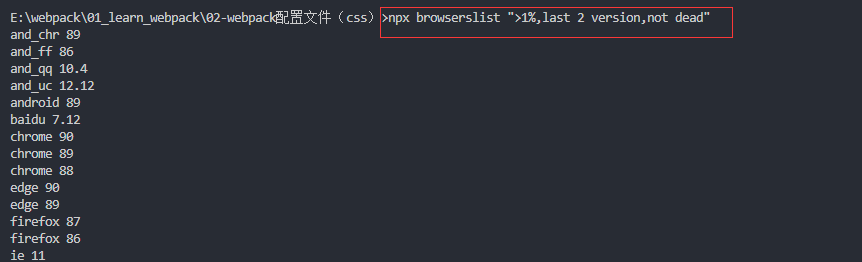 E:\webpack\01_learn_webpack\02-webpack配置文件（css）>npx browserslist ">1%,last 2 version,not dead"
and_chr 89
and_ff 86
and_qq 10.4
and_uc 12.12
android 89
baidu 7.12
chrome 90
chrome 89
chrome 88
edge 90
edge 89
firefox 87
firefox 86
ie 11